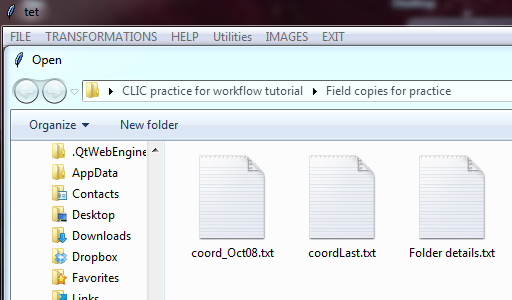 tet
FILE TRANSFORMATIONS HELP Utilities IMAGES EXIT
Open
CLIC practice for workflow tutorial Field copies for practice
Organize New folder
.QtWebEngine
AppData
Contacts
Desktop
Downloads
Dropbox
Favorites
Links
coord_Oct08.txt coordLast.txt Folder details.txt